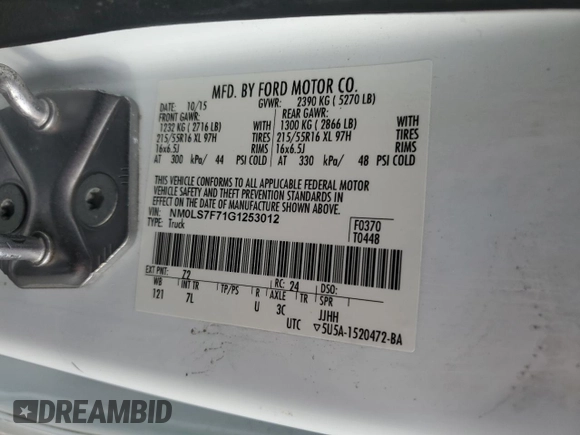 MFD. BY FORD MOTOR CO.
DATE: 10/15 GVWR: 2390 KG ( 5270 LB)
FRONT GAWR: REAR GAWR:
1232 KG ( 2716 LB) WITH 1300 KG ( 2866 LB) WITH
215/55R16 XL 97H TIRES 215/55R16 XL 97H TIRES
16x6.5J RIMS 16x6.5J RIMS
AT 300 kPa/ 44 PSI COLD AT 330 kPa/ 48 PSI COLD
THIS VEHICLE CONFORMS TO ALL APPLICABLE FEDERAL MOTOR
VEHICLE SAFETY AND THEFT PREVENTION STANDARDS IN
EFFECT ON THE DATE OF MANUFACTURE SHOWN ABOVE.
VIN: NM0LS7F71G1253012 F0370
TYPE: Truck T0448
EXT PNT: Z2 RC: 24 DSO:
WB INT TR TP/PS R AXLE TR SPR
121 7L U 3C JJHH
UTC ▽5U5A-1520472-BA
DREAMBID